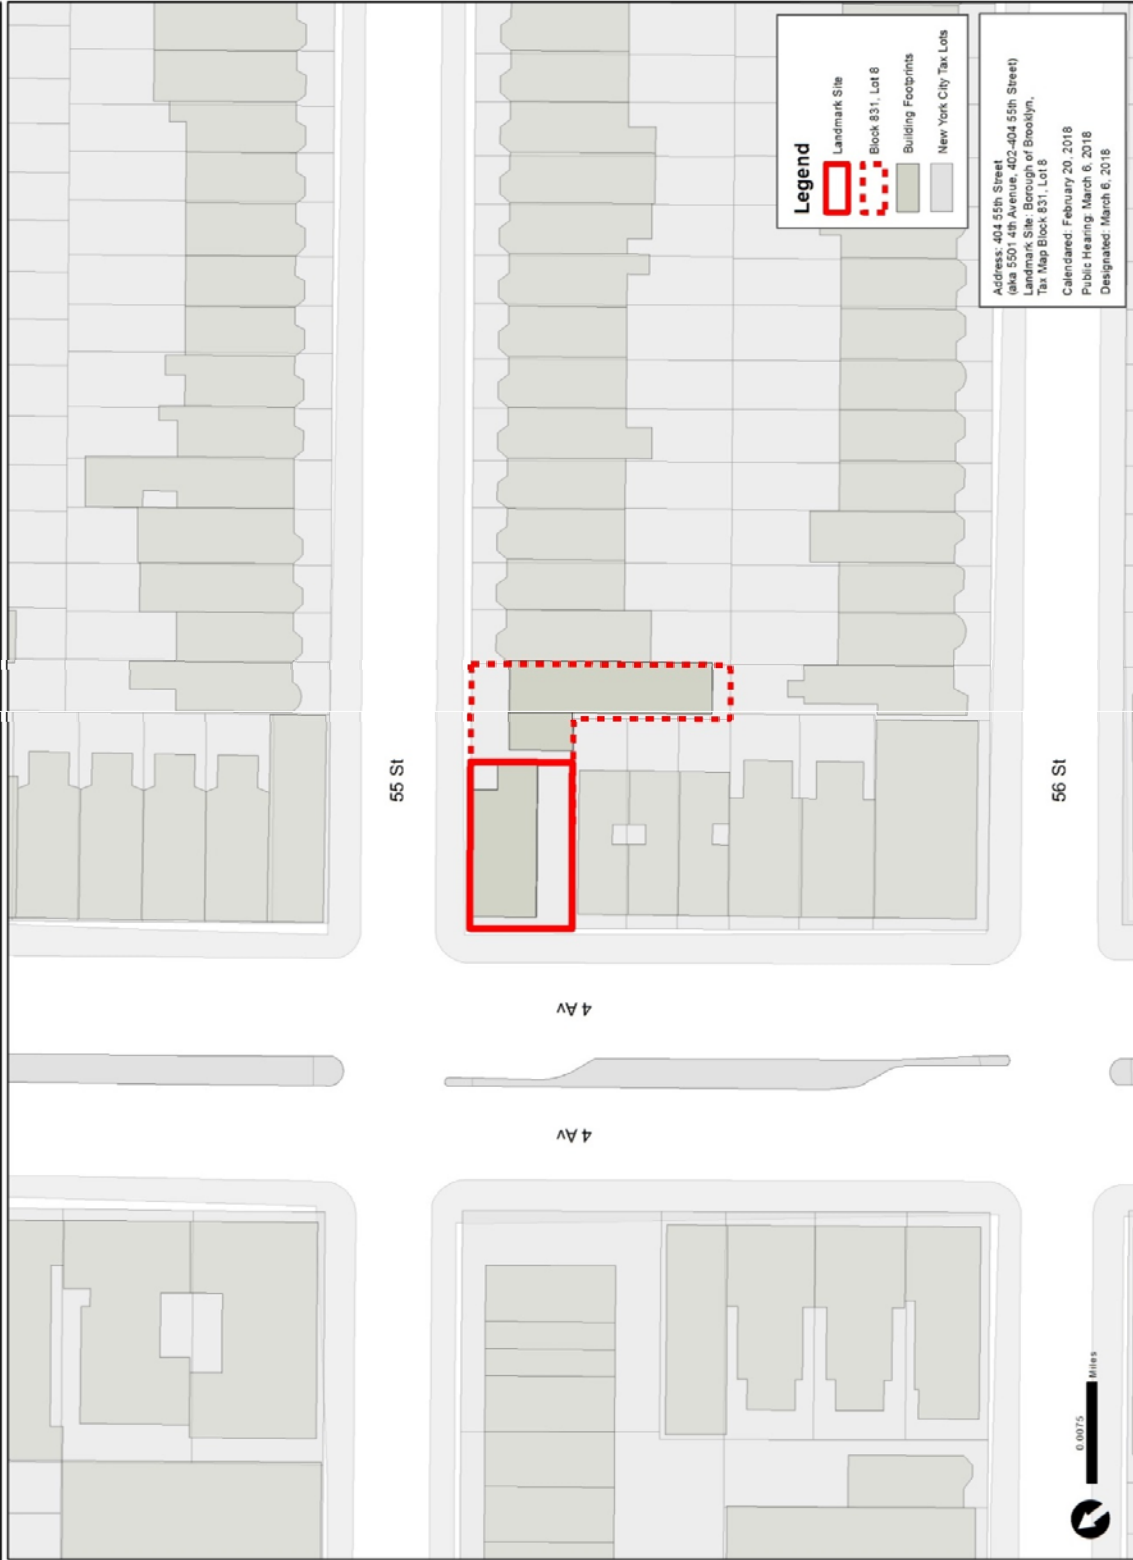 Legend
Landmark Site
Block 831, Lot 8
Building Footprints
New York City Tax Lots
Address: 404 55th Street
(aka 5501 4th Avenue, 402-404 55th Street)
Landmark Site: Borough of Brooklyn,
Tax Map Block 831, Lot 8
Calendared: February 20, 2018
Public Hearing: March 6, 2018
Designated: March 6, 2018
55 St
56 St
4 Av
4 Av
0.0075
Miles